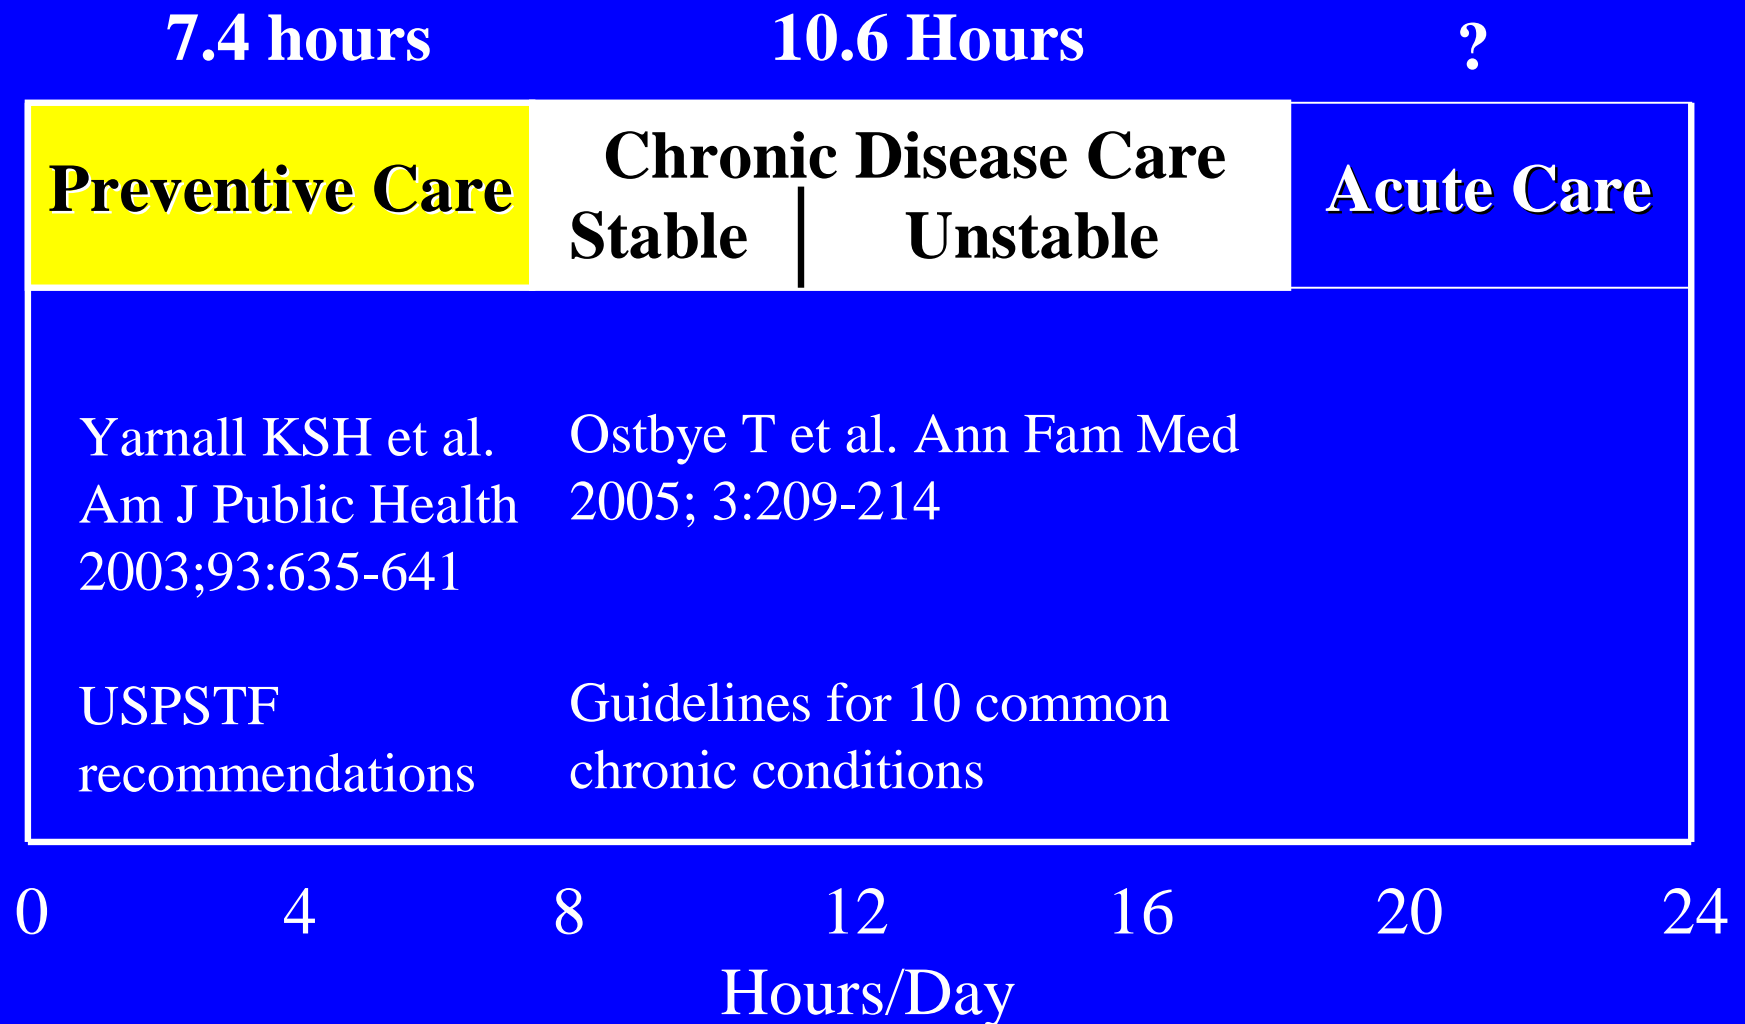 7.4 hours 10.6 Hours ?
Preventive Care
Chronic Disease Care
Stable Unstable
Acute Care
Yarnall KSH et al.
Am J Public Health
2003;93:635-641
USPSTF
recommendations
Ostbye T et al. Ann Fam Med
2005; 3:209-214
Guidelines for 10 common
chronic conditions
0 4 8 12 16 20 24
Hours/Day